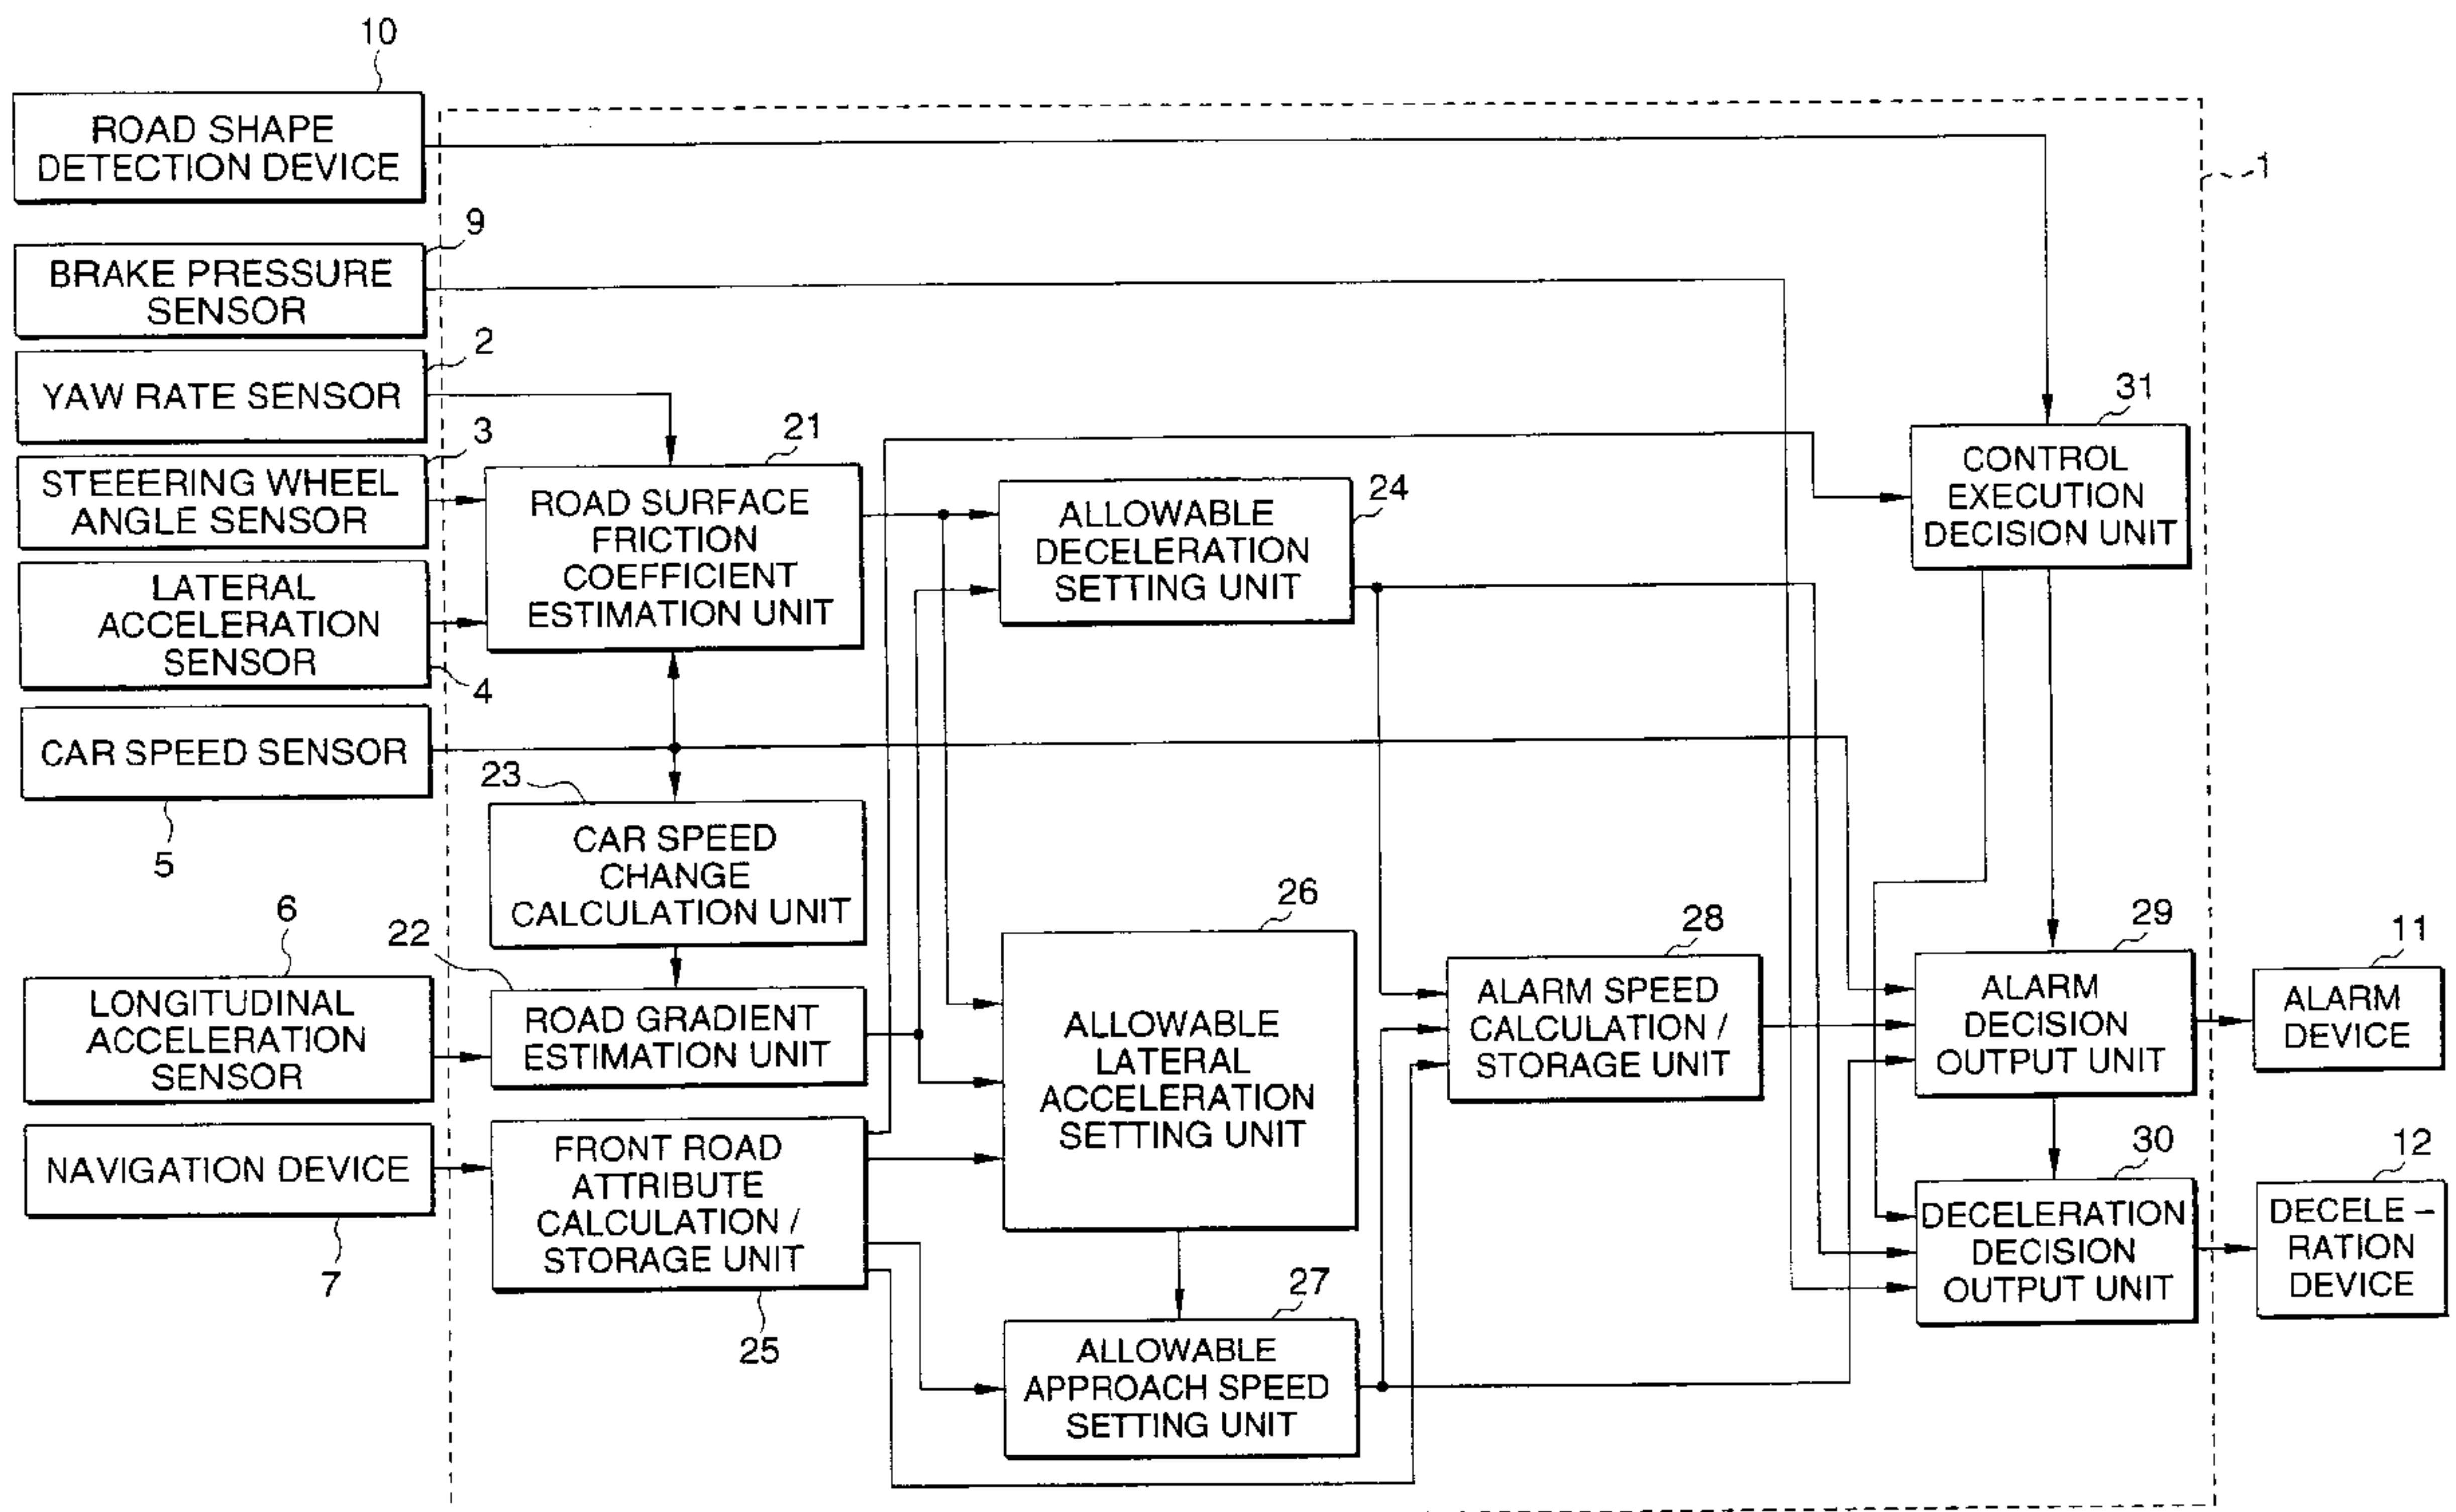 10
ROAD SHAPE
DETECTION DEVICE
1
9
BRAKE PRESSURE
SENSOR
2
YAW RATE SENSOR
3
STEEERING WHEEL
ANGLE SENSOR
LATERAL
ACCELERATION
SENSOR
4
CAR SPEED SENSOR
5
6
LONGITUDINAL
ACCELERATION
SENSOR
NAVIGATION DEVICE
7
21
ROAD SURFACE
FRICTION
COEFFICIENT
ESTIMATION UNIT
23
CAR SPEED
CHANGE
CALCULATION UNIT
22
ROAD GRADIENT
ESTIMATION UNIT
FRONT ROAD
ATTRIBUTE
CALCULATION /
STORAGE UNIT
25
24
ALLOWABLE
DECELERATION
SETTING UNIT
26
ALLOWABLE
LATERAL
ACCELERATION
SETTING UNIT
27
ALLOWABLE
APPROACH SPEED
SETTING UNIT
28
ALARM SPEED
CALCULATION /
STORAGE UNIT
31
CONTROL
EXECUTION
DECISION UNIT
29
ALARM
DECISION
OUTPUT UNIT
30
DECELERATION
DECISION
OUTPUT UNIT
11
ALARM
DEVICE
12
DECELE -
RATION
DEVICE